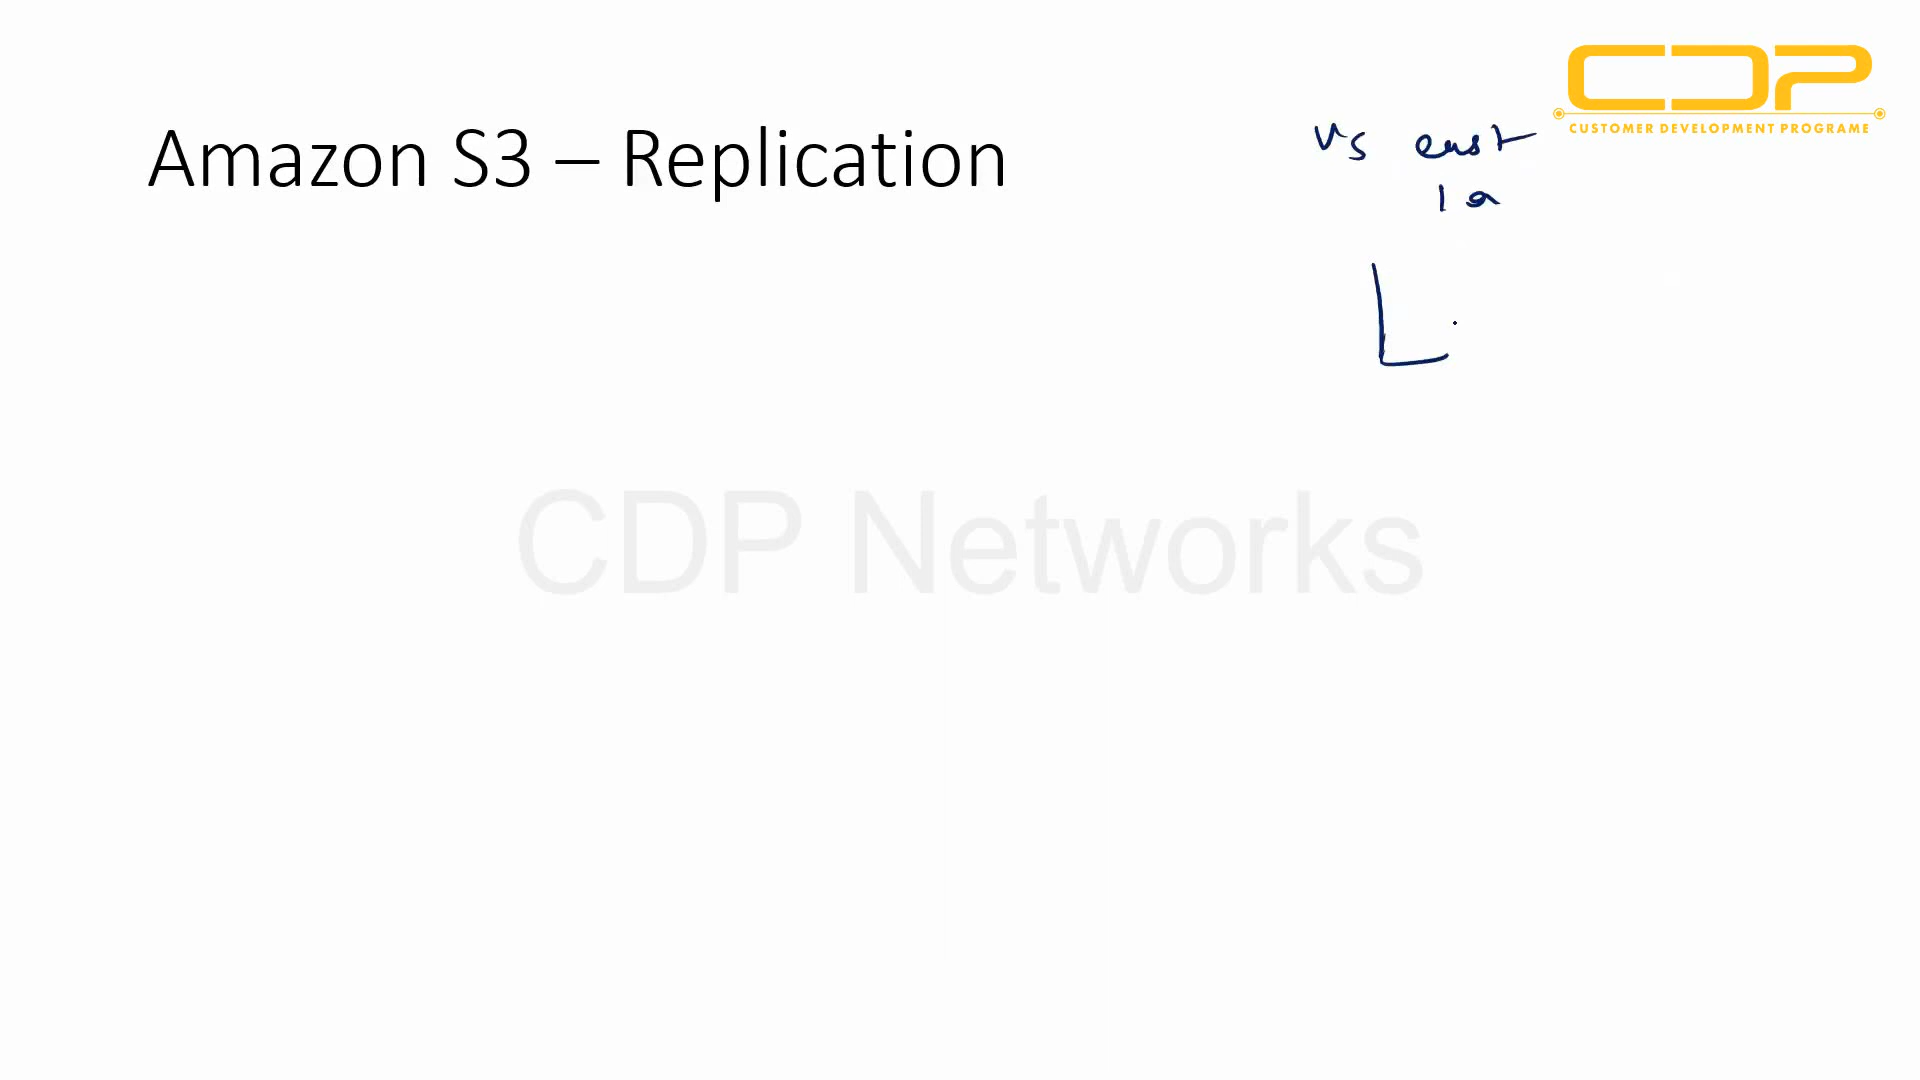 Amazon S3 – Replication
CDP
CUSTOMER DEVELOPMENT PROGRAME
us east
1a
CDP Networks